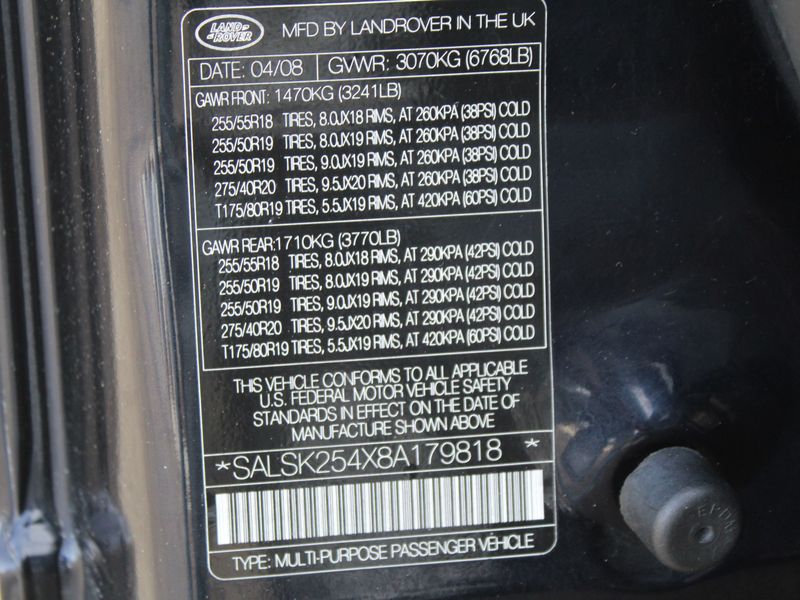 LAND-
-ROVER
MFD BY LANDROVER IN THE UK
DATE: 04/08 GVWR: 3070KG (6768LB)
GAWR FRONT: 1470KG (3241LB)
255/55R18 TIRES, 8.0JX18 RIMS, AT 260KPA (38PSI) COLD
255/50R19 TIRES, 8.0JX19 RIMS, AT 260KPA (38PSI) COLD
255/50R19 TIRES, 9.0JX19 RIMS, AT 260KPA (38PSI) COLD
275/40R20 TIRES, 9.5JX20 RIMS, AT 260KPA (38PSI) COLD
T175/80R19 TIRES, 5.5JX19 RIMS, AT 420KPA (60PSI) COLD
GAWR REAR:1710KG (3770LB)
255/55R18 TIRES, 8.0JX18 RIMS, AT 290KPA (42PSI) COLD
255/50R19 TIRES, 8.0JX19 RIMS, AT 290KPA (42PSI) COLD
255/50R19 TIRES, 9.0JX19 RIMS, AT 290KPA (42PSI) COLD
275/40R20 TIRES, 9.5JX20 RIMS, AT 290KPA (42PSI) COLD
T175/80R19 TIRES, 5.5JX19 RIMS, AT 420KPA (60PSI) COLD
THIS VEHICLE CONFORMS TO ALL APPLICABLE
U.S. FEDERAL MOTOR VEHICLE SAFETY
STANDARDS IN EFFECT ON THE DATE OF
MANUFACTURE SHOWN ABOVE
*SALSK254X8A179818 *
TYPE: MULTI-PURPOSE PASSENGER VEHICLE